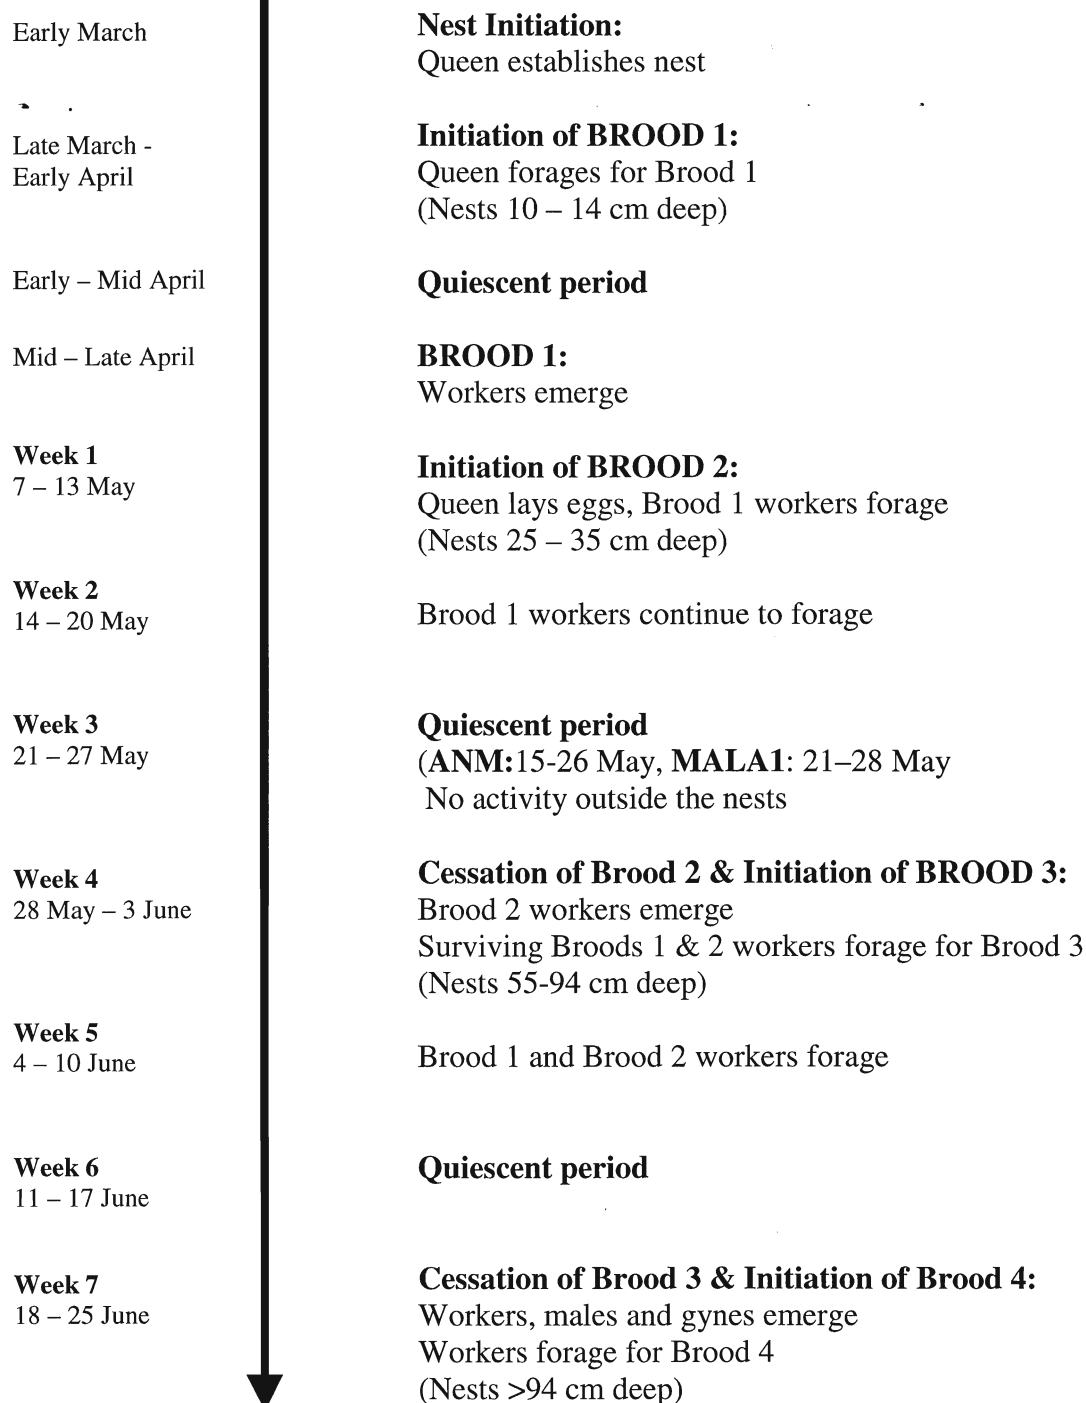 Early March
Nest Initiation:
Queen establishes nest
Late March -
Early April
Initiation of BROOD 1:
Queen forages for Brood 1
(Nests 10 – 14 cm deep)
Early – Mid April
Quiescent period
Mid – Late April
BROOD 1:
Workers emerge
Week 1
7 – 13 May
Initiation of BROOD 2:
Queen lays eggs, Brood 1 workers forage
(Nests 25 – 35 cm deep)
Week 2
14 – 20 May
Brood 1 workers continue to forage
Week 3
21 – 27 May
Quiescent period
(ANM:15-26 May, MALA1: 21–28 May
No activity outside the nests
Week 4
28 May – 3 June
Cessation of Brood 2 & Initiation of BROOD 3:
Brood 2 workers emerge
Surviving Broods 1 & 2 workers forage for Brood 3
(Nests 55-94 cm deep)
Week 5
4 – 10 June
Brood 1 and Brood 2 workers forage
Week 6
11 – 17 June
Quiescent period
Week 7
18 – 25 June
Cessation of Brood 3 & Initiation of Brood 4:
Workers, males and gynes emerge
Workers forage for Brood 4
(Nests >94 cm deep)